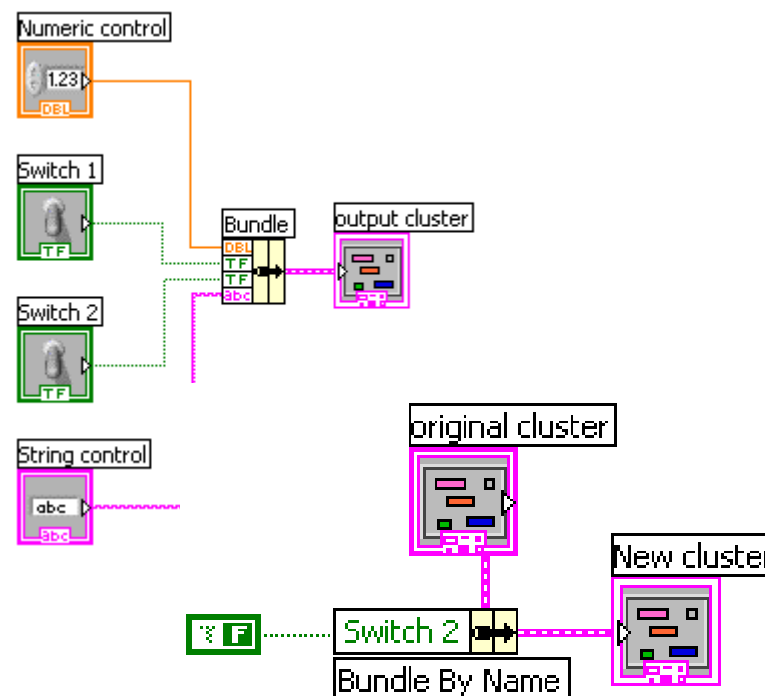 Numeric control
1.23
DBL
Switch 1
TF
Bundle
output cluster
DBL
TF
TF
abc
Switch 2
TF
original cluster
String control
abc
abc
New cluster
F
Switch 2
Bundle By Name